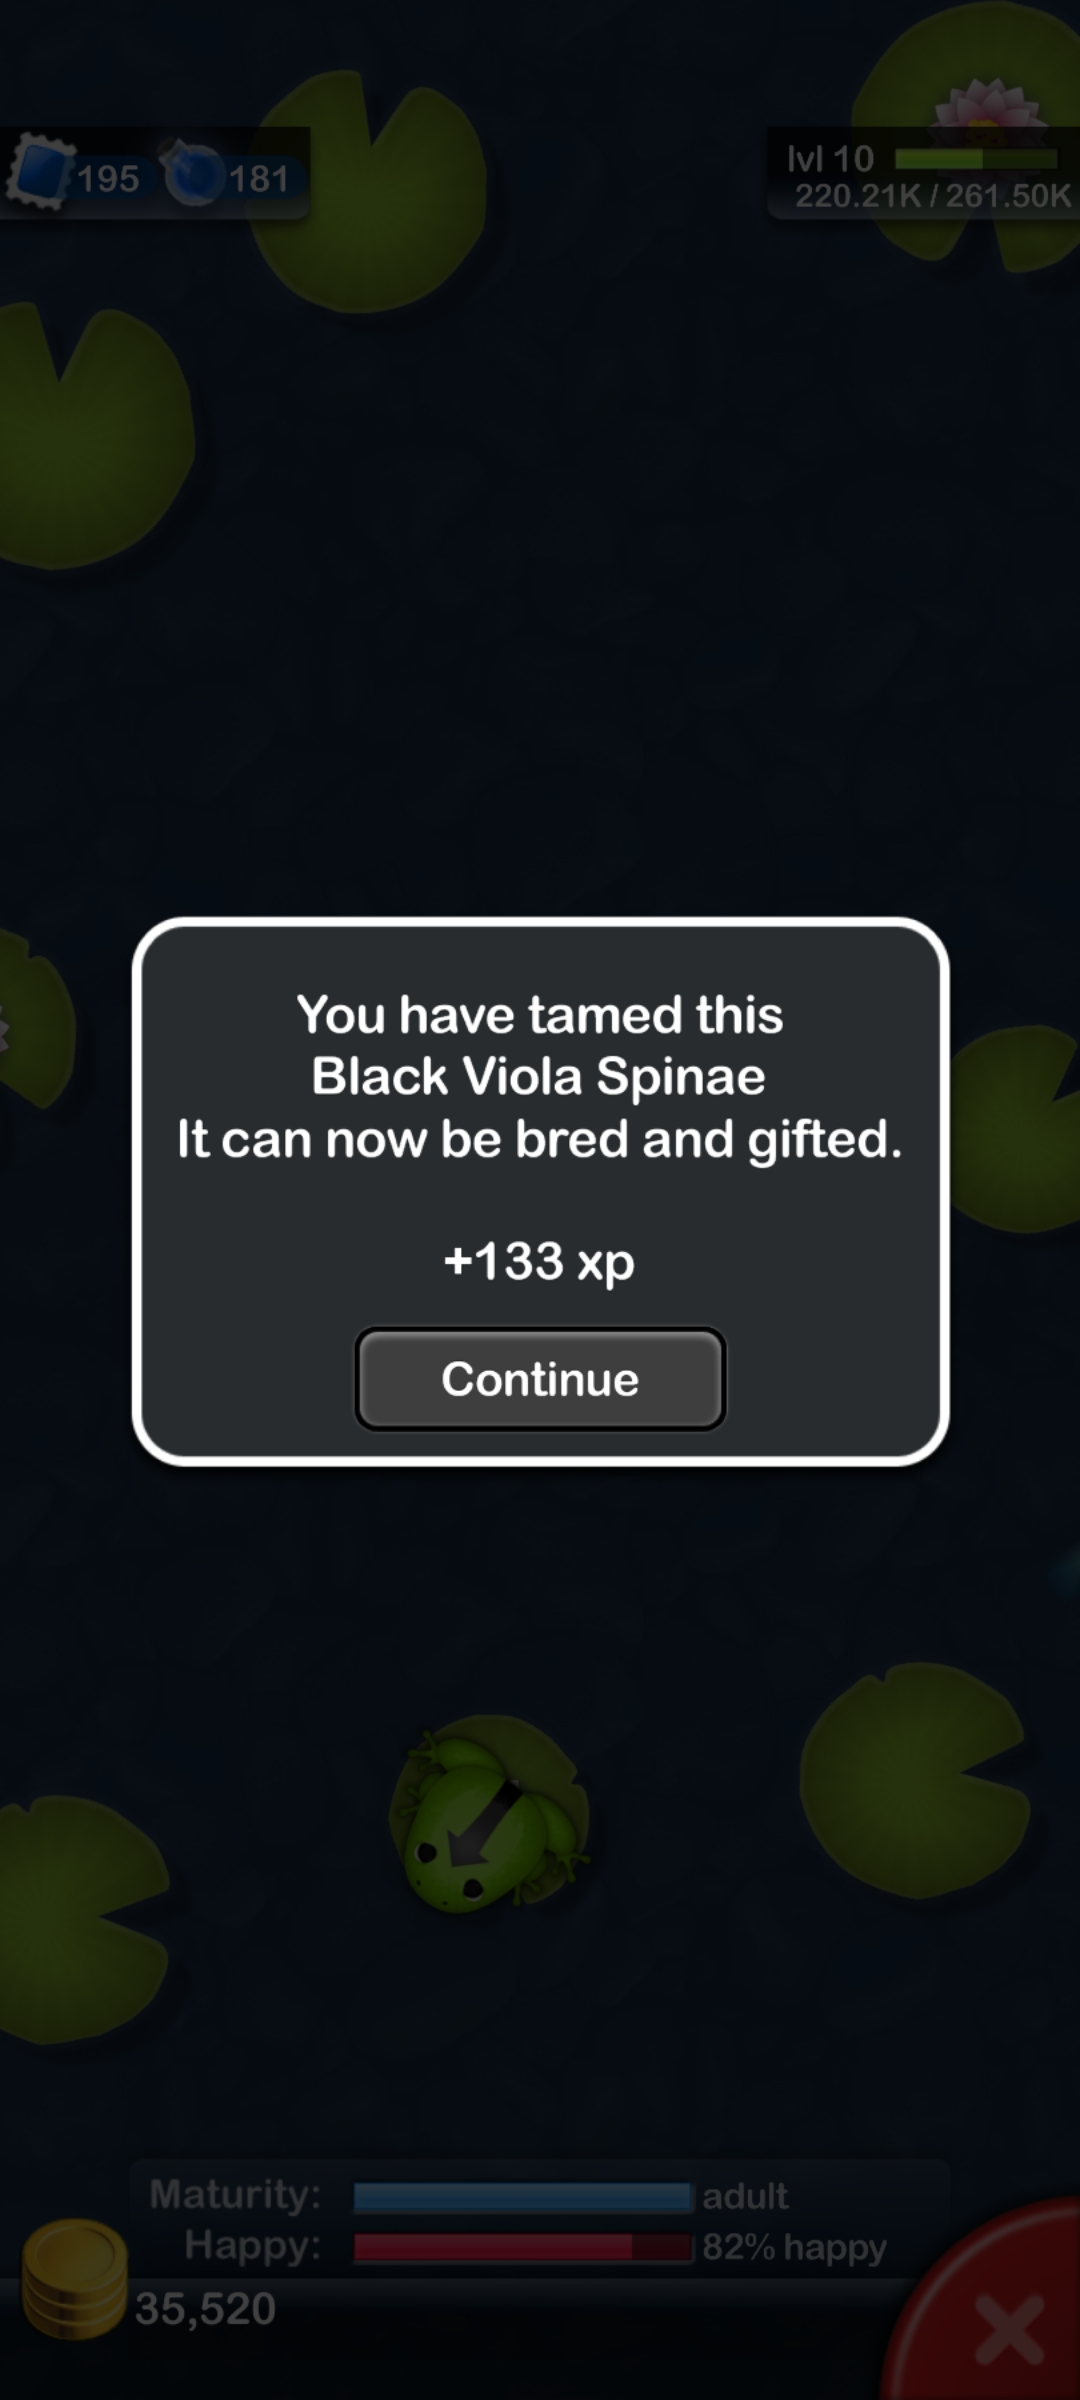 195 181
lvl 10
220.21K / 261.50K
You have tamed this
Black Viola Spinae
It can now be bred and gifted.
+133 xp
Continue
Maturity: adult
Happy: 82% happy
35,520